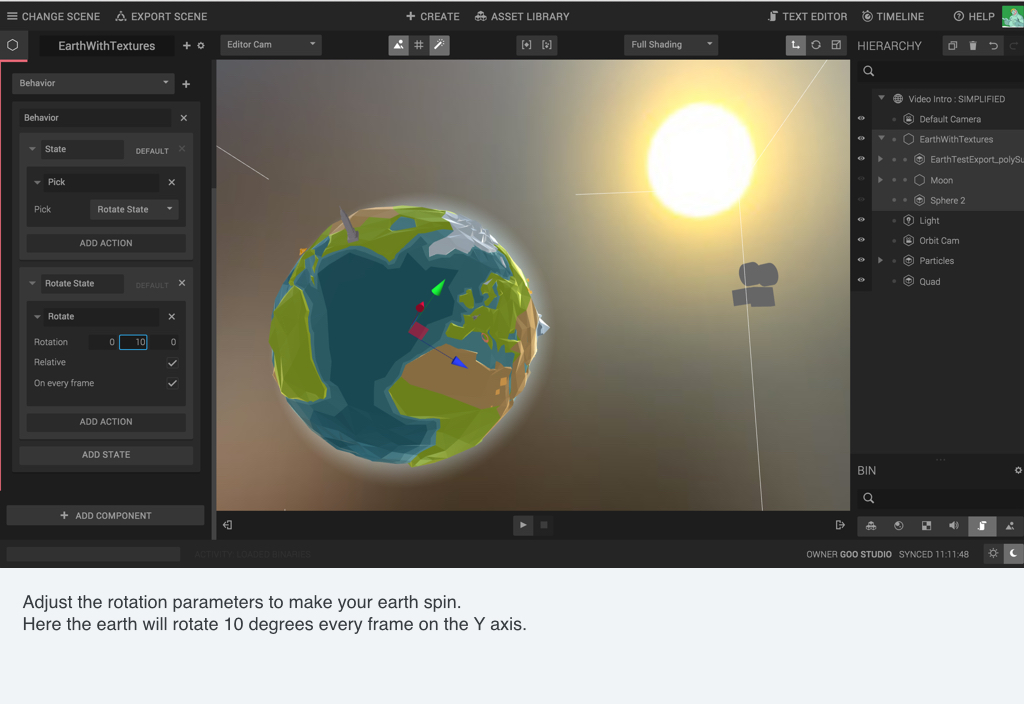 CHANGE SCENE EXPORT SCENE CREATE ASSET LIBRARY TEXT EDITOR TIMELINE HELP
EarthWithTextures Editor Cam Full Shading HIERARCHY
Behavior
Behavior
State DEFAULT
Pick
Pick Rotate State
ADD ACTION
Rotate State DEFAULT
Rotate
Rotation 0 10 0
Relative
On every frame
ADD ACTION
ADD STATE
ADD COMPONENT
Video Intro : SIMPLIFIED
Default Camera
EarthWithTextures
EarthTestExport_polySu
Moon
Sphere 2
Light
Orbit Cam
Particles
Quad
BIN
ACTIVITY: LOADED BINARIES
OWNER GOO STUDIO SYNCED 11:11:48
Adjust the rotation parameters to make your earth spin.
Here the earth will rotate 10 degrees every frame on the Y axis.